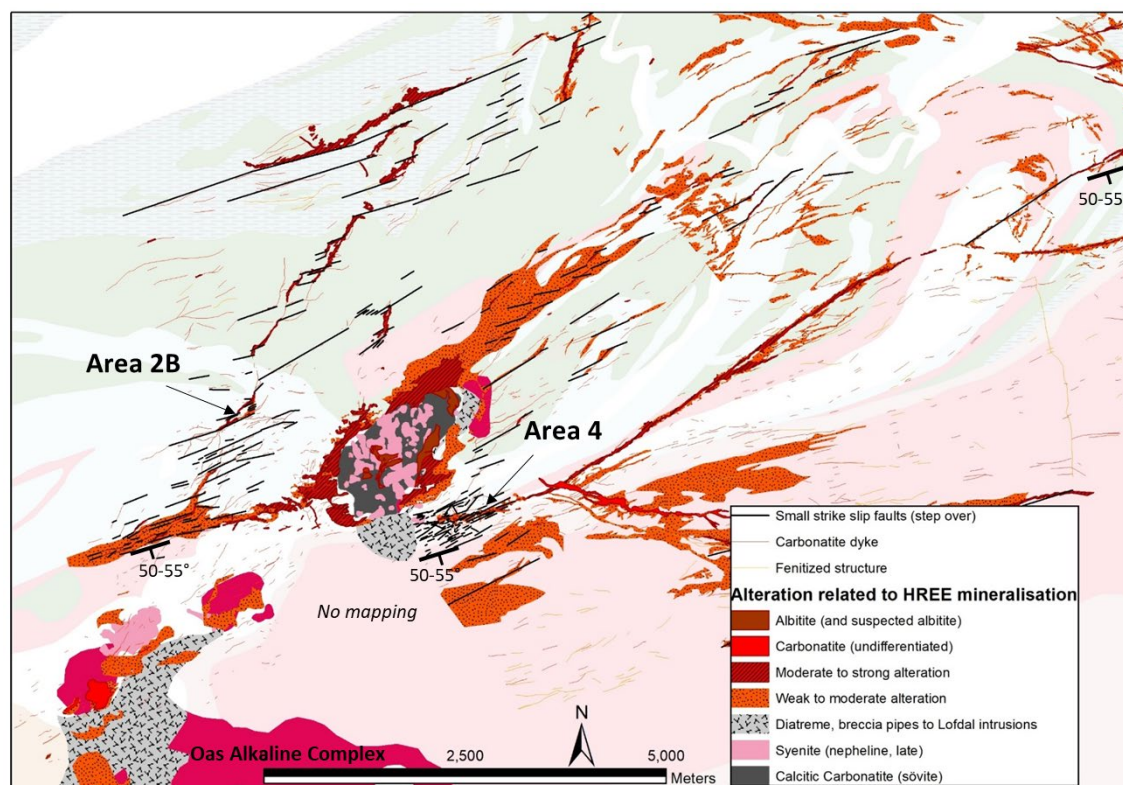 50-55
Area 2B
Area 4
50-55°
50-55°
No mapping
Small strike slip faults (step over)
Carbonatite dyke
Fenitized structure
Alteration related to HREE mineralisation
Albitite (and suspected albitite)
Carbonatite (undifferentiated)
Moderate to strong alteration
Weak to moderate alteration
Diatreme, breccia pipes to Lofdal intrusions
Syenite (nepheline, late)
Calcitic Carbonatite (sövite)
N
Oas Alkaline Complex
2,500
5,000
Meters